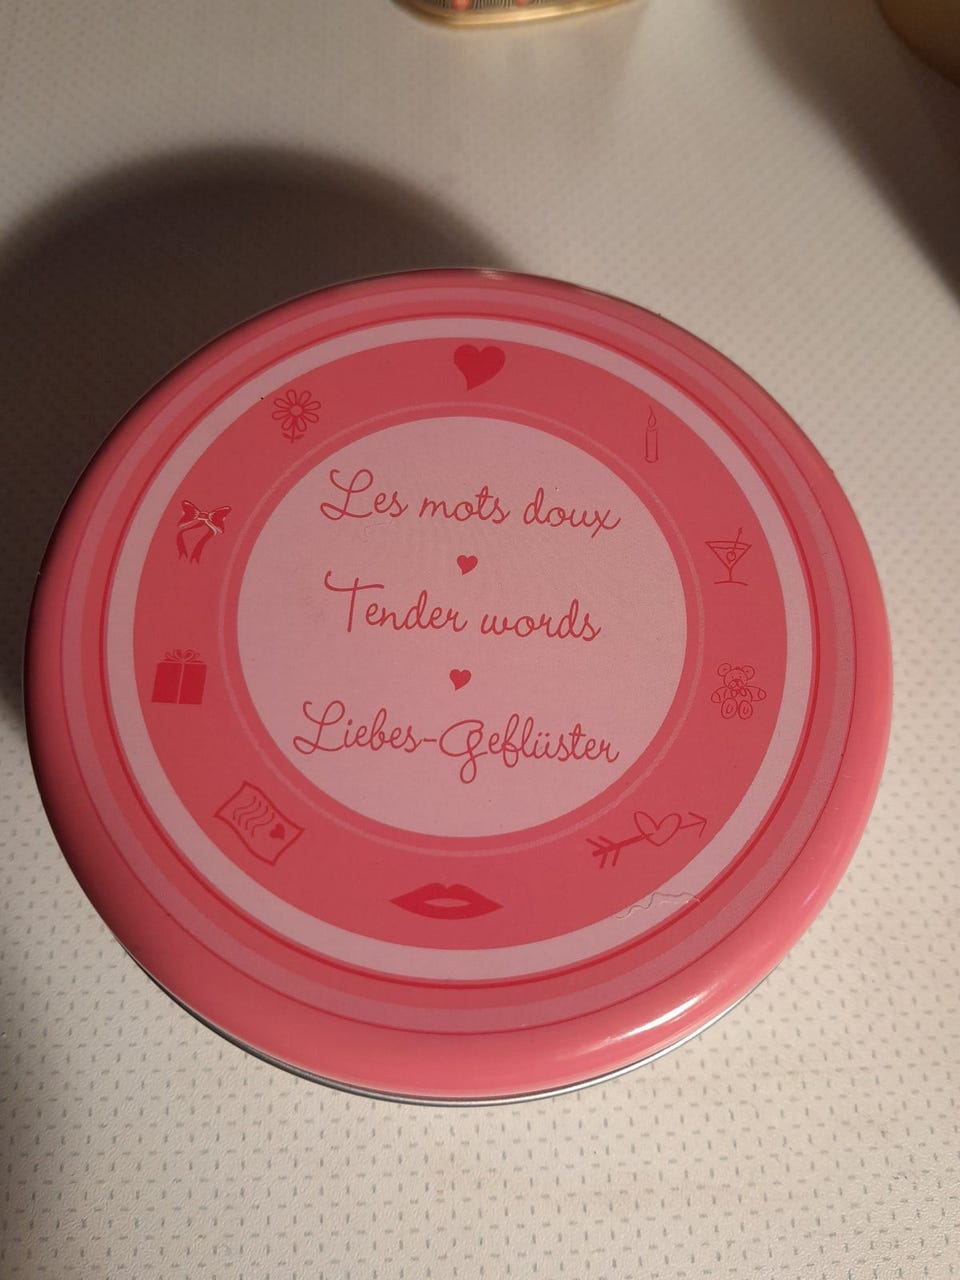 Les mots doux
Tender words
Liebes-Geflüster